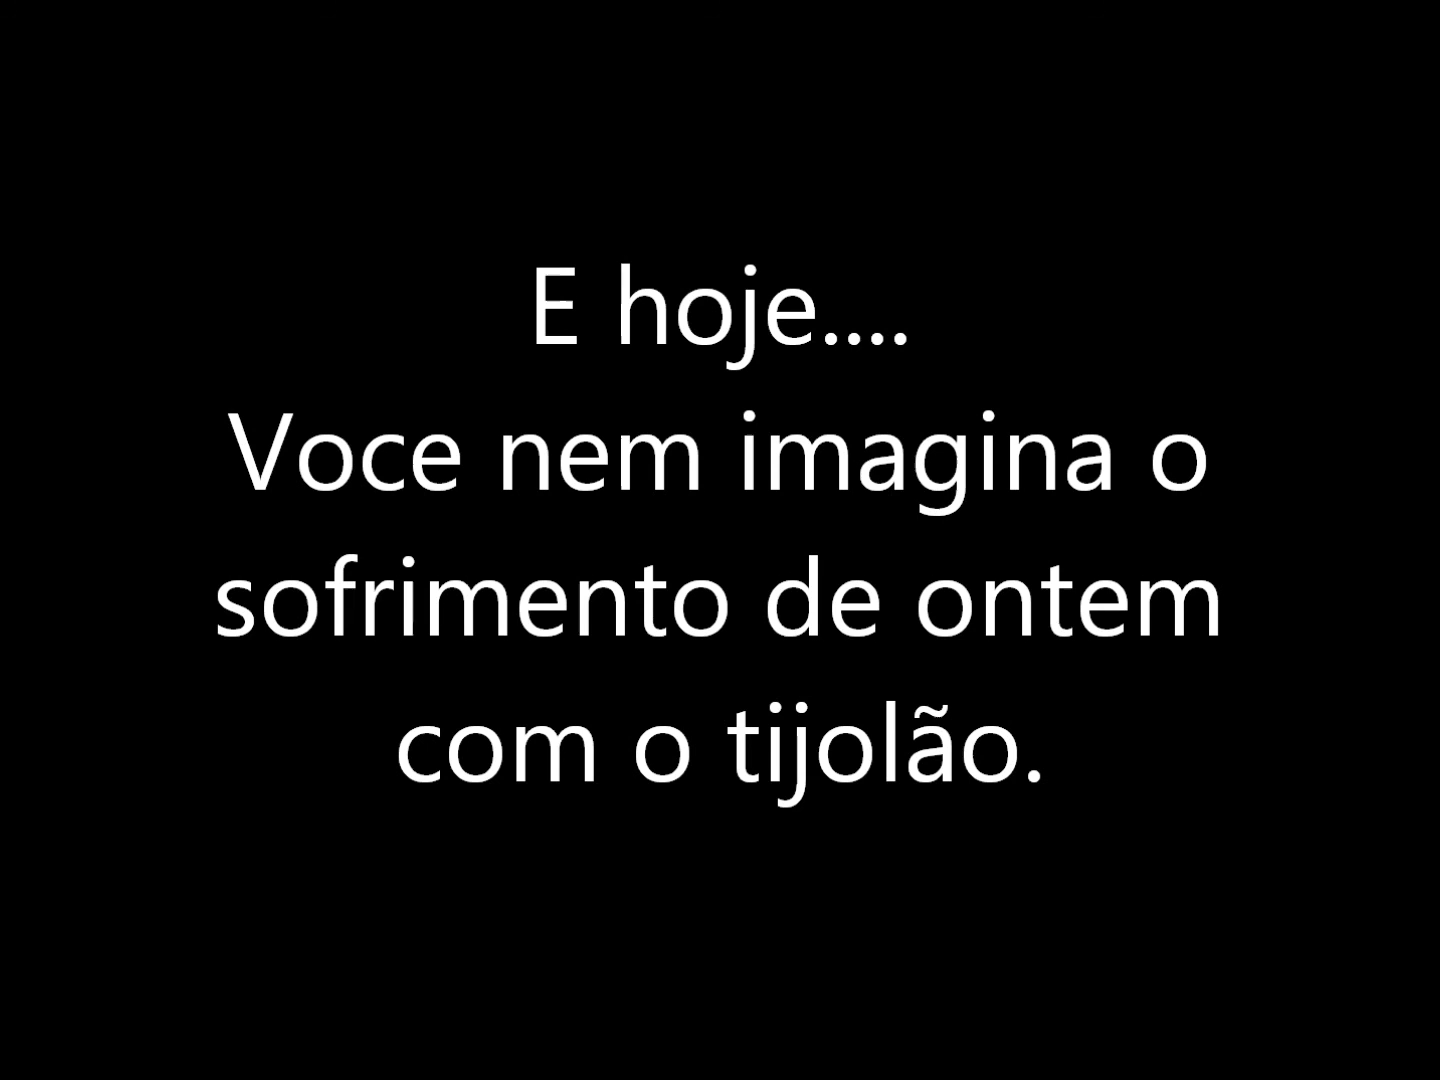 E hoje....
Voce nem imagina o
sofrimento de ontem
com o tijolão.